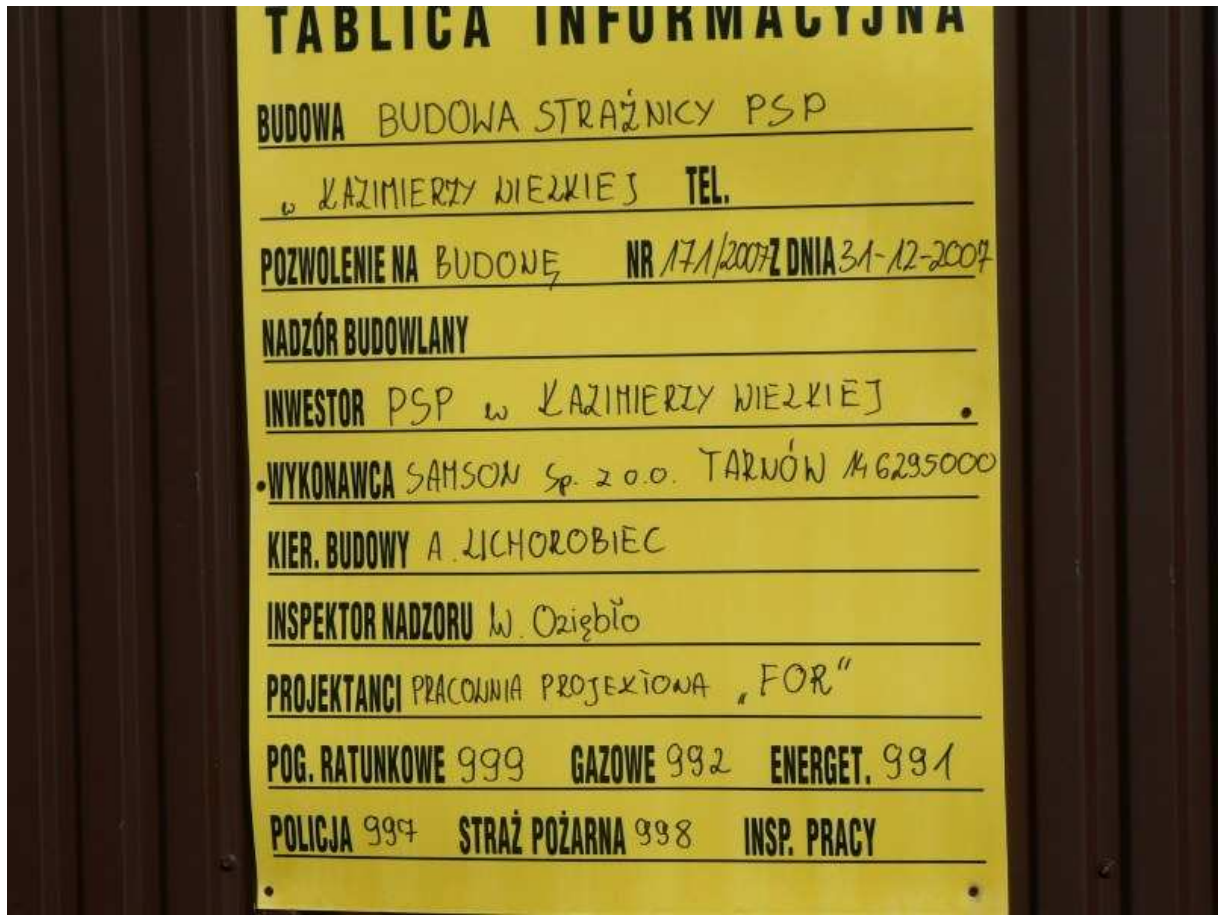 TABLICA INFORMACYJNA
BUDOWA BUDOWA STRAŻNICY PSP
w KAZIMIERZY WIELKIEJ TEL.
POZWOLENIE NA BUDOWĘ NR 171/2007 Z DNIA 31-12-2007
NADZÓR BUDOWLANY
INWESTOR PSP w KAZIMIERZY WIELKIEJ
WYKONAWCA SAMSON Sp. z o.o. TARNÓW 146295000
KIER. BUDOWY A. LICHOROBIEC
INSPEKTOR NADZORU W. Oziębło
PROJEKTANCI PRACOWNIA PROJEKTOWA „FOR"
POG. RATUNKOWE 999 GAZOWE 992 ENERGET. 991
POLICJA 997 STRAŻ POŻARNA 998 INSP. PRACY